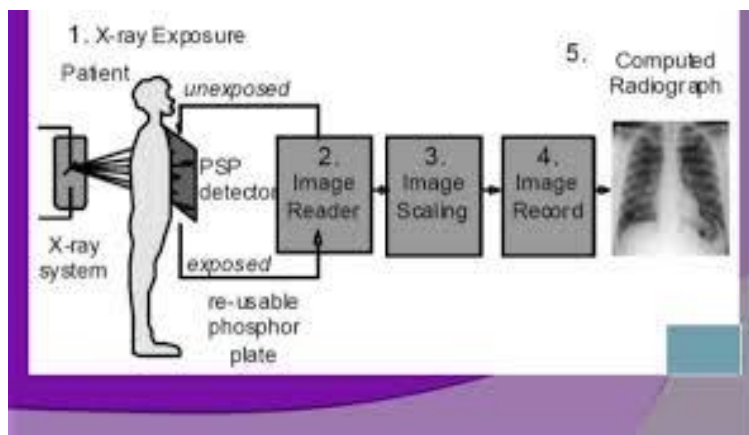 1. X-ray Exposure
Patient
unexposed
PSP
detector
X-ray
system
exposed
re-usable
phosphor
plate
2.
Image
Reader
3.
Image
Scaling
4.
Image
Record
5.
Computed
Radiograph